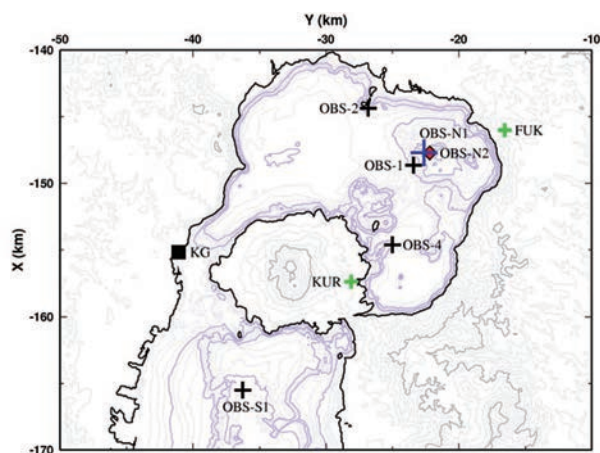 Y (km)
-50 -40 -30 -20 -10
-140
OBS-2
OBS-N1
FUK
OBS-N2
OBS-1
-150
X (km)
OBS-4
KG
KUR
-160
OBS-S1
-170